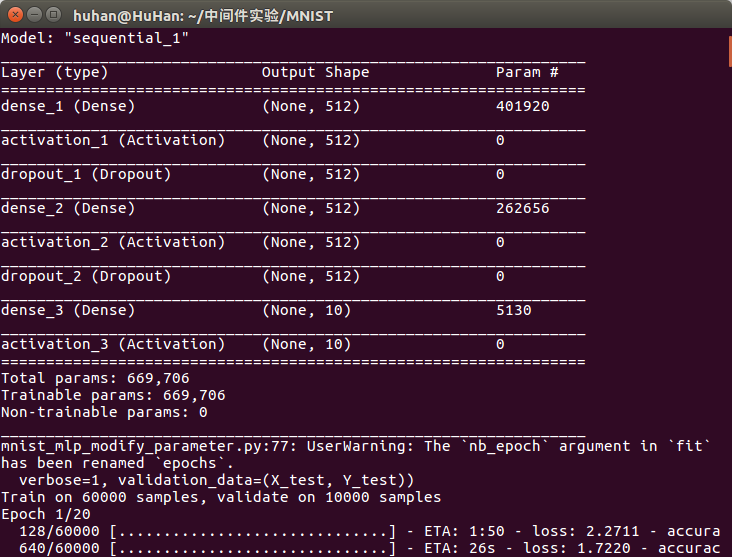 huhan@HuHan: ~/中间件实验/MNIST
Model: "sequential_1"
_________________________________________________________________
Layer (type)                 Output Shape              Param #
=================================================================
dense_1 (Dense)              (None, 512)               401920
_________________________________________________________________
activation_1 (Activation)    (None, 512)               0
_________________________________________________________________
dropout_1 (Dropout)          (None, 512)               0
_________________________________________________________________
dense_2 (Dense)              (None, 512)               262656
_________________________________________________________________
activation_2 (Activation)    (None, 512)               0
_________________________________________________________________
dropout_2 (Dropout)          (None, 512)               0
_________________________________________________________________
dense_3 (Dense)              (None, 10)                5130
_________________________________________________________________
activation_3 (Activation)    (None, 10)                0
=================================================================
Total params: 669,706
Trainable params: 669,706
Non-trainable params: 0
_________________________________________________________________
mnist_mlp_modify_parameter.py:77: UserWarning: The `nb_epoch` argument in `fit`
has been renamed `epochs`.
  verbose=1, validation_data=(X_test, Y_test))
Train on 60000 samples, validate on 10000 samples
Epoch 1/20
  128/60000 [..............................] - ETA: 1:50 - loss: 2.2711 - accura
  640/60000 [..............................] - ETA: 26s - loss: 1.7220 - accurac